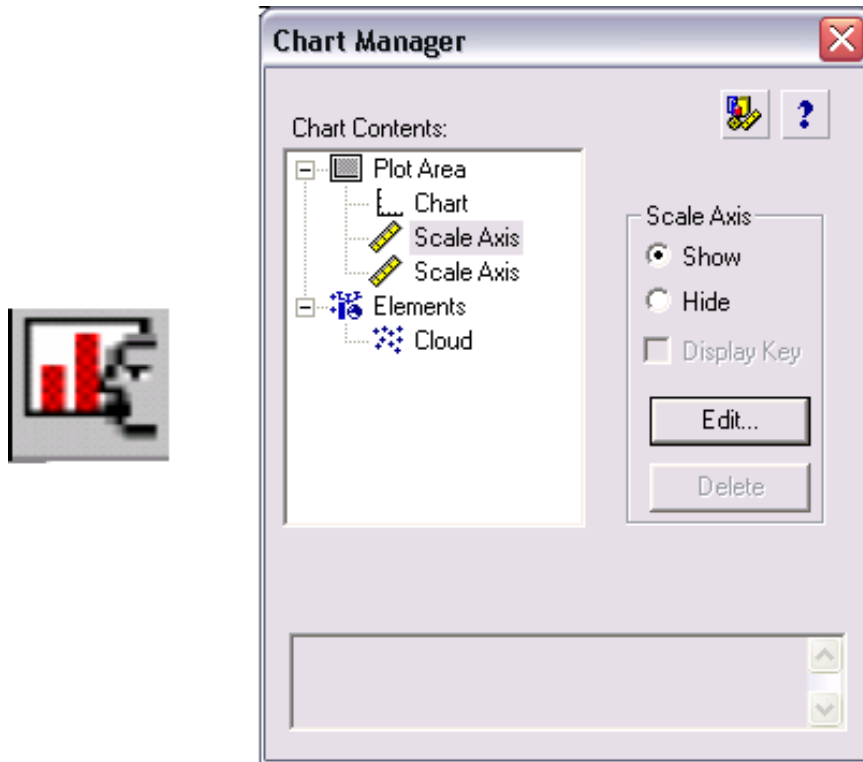 Chart Manager
?
Chart Contents:
Plot Area
Chart
Scale Axis
Scale Axis
Elements
Cloud
Scale Axis
Show
Hide
Display Key
Edit...
Delete